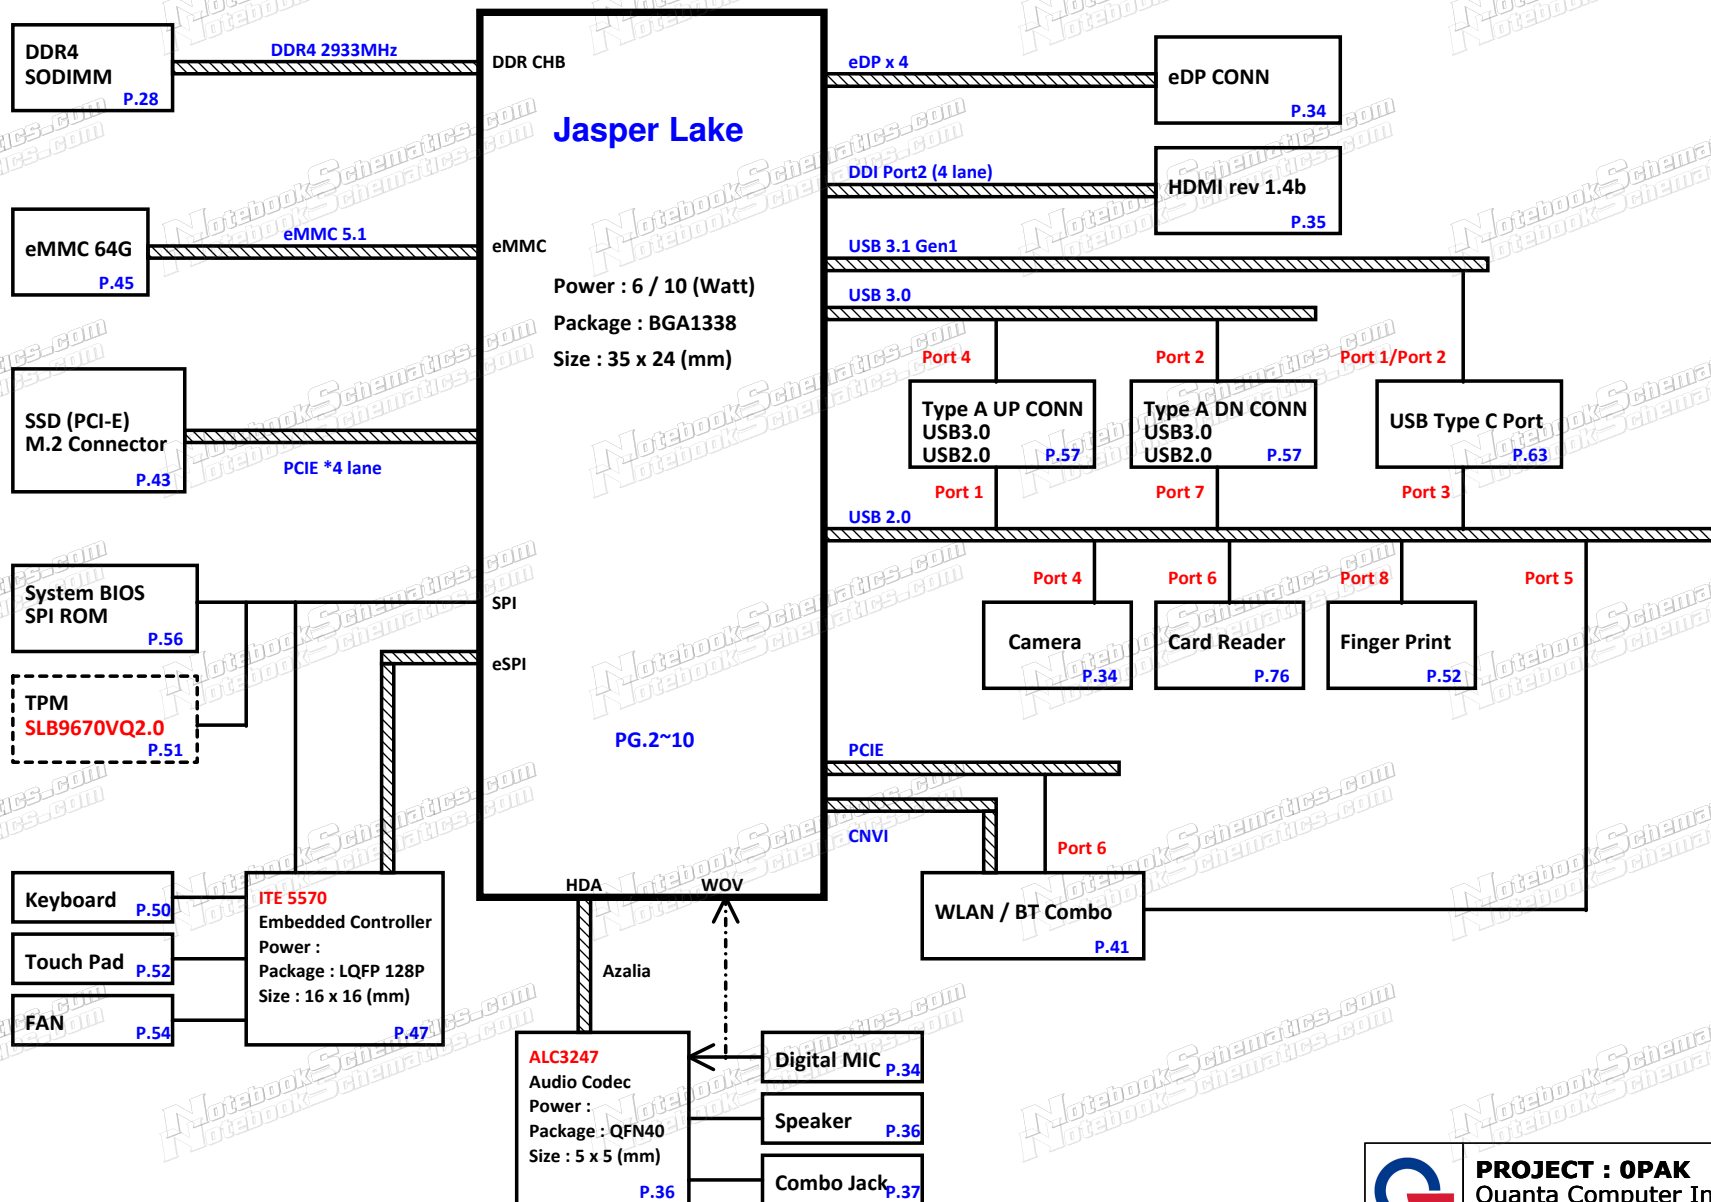 DDR4
SODIMM
P.28
DDR4 2933MHz
DDR CHB
Jasper Lake
eDP x 4
eDP CONN
P.34
DDI Port2 (4 lane)
HDMI rev 1.4b
P.35
eMMC 64G
P.45
eMMC 5.1
eMMC
Power : 6 / 10 (Watt)
Package : BGA1338
Size : 35 x 24 (mm)
USB 3.1 Gen1
USB 3.0
Port 4
Port 2
Port 1/Port 2
SSD (PCI-E)
M.2 Connector
P.43
PCIE *4 lane
Type A UP CONN
USB3.0
USB2.0
P.57
Type A DN CONN
USB3.0
USB2.0
P.57
USB Type C Port
P.63
Port 1
Port 7
Port 3
USB 2.0
System BIOS
SPI ROM
P.56
SPI
eSPI
Port 4
Port 6
Port 8
Port 5
Camera
P.34
Card Reader
P.76
Finger Print
P.52
TPM
SLB9670VQ2.0
P.51
PG.2~10
PCIE
CNVI
Port 6
HDA
WOV
WLAN / BT Combo
P.41
Keyboard
P.50
Touch Pad
P.52
FAN
P.54
ITE 5570
Embedded Controller
Power :
Package : LQFP 128P
Size : 16 x 16 (mm)
P.47
Azalia
ALC3247
Audio Codec
Power :
Package : QFN40
Size : 5 x 5 (mm)
P.36
Digital MIC
P.34
Speaker
P.36
Combo Jack
P.37
PROJECT : 0PAK
Quanta Computer In
NotebookSchematics.com